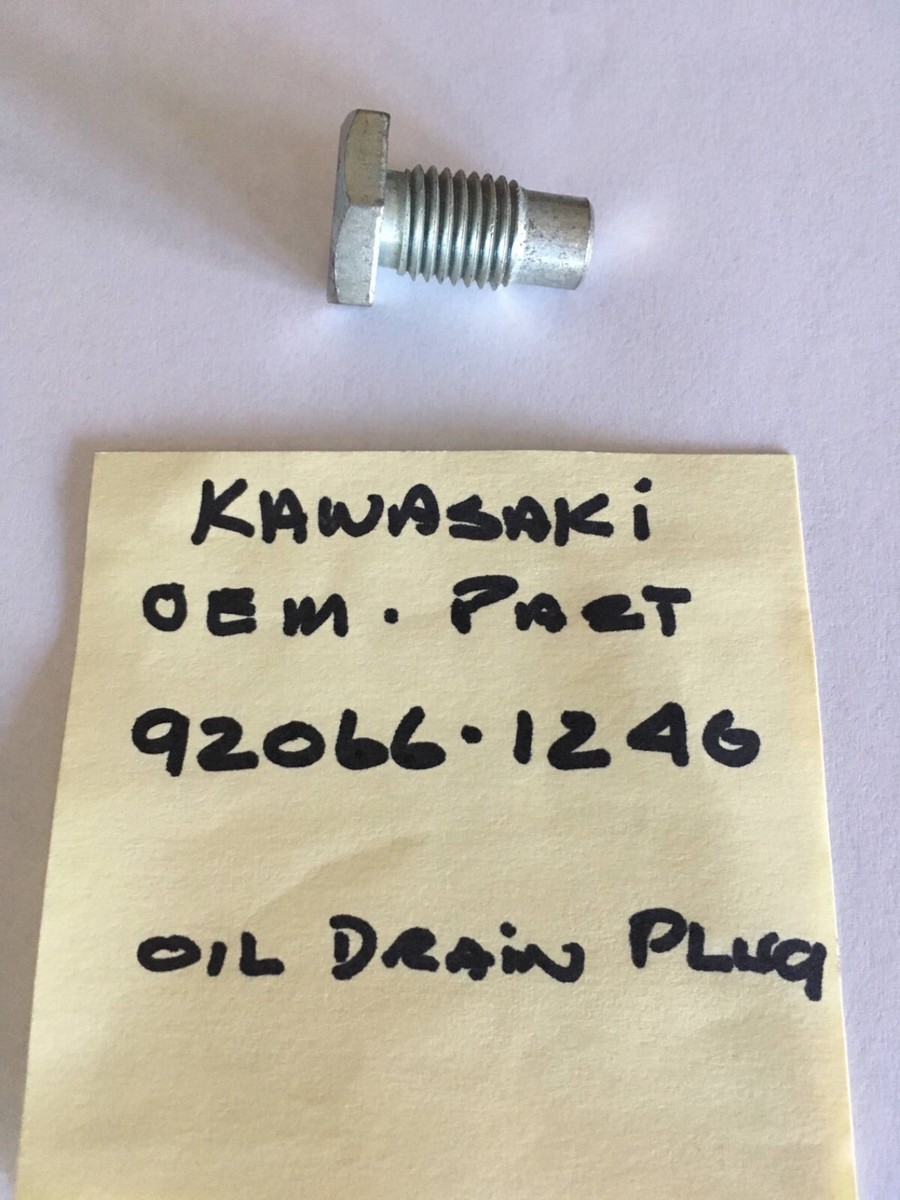 KAWASAKi
OEM. PART
92066.1246
OIL DRAiN PLUG